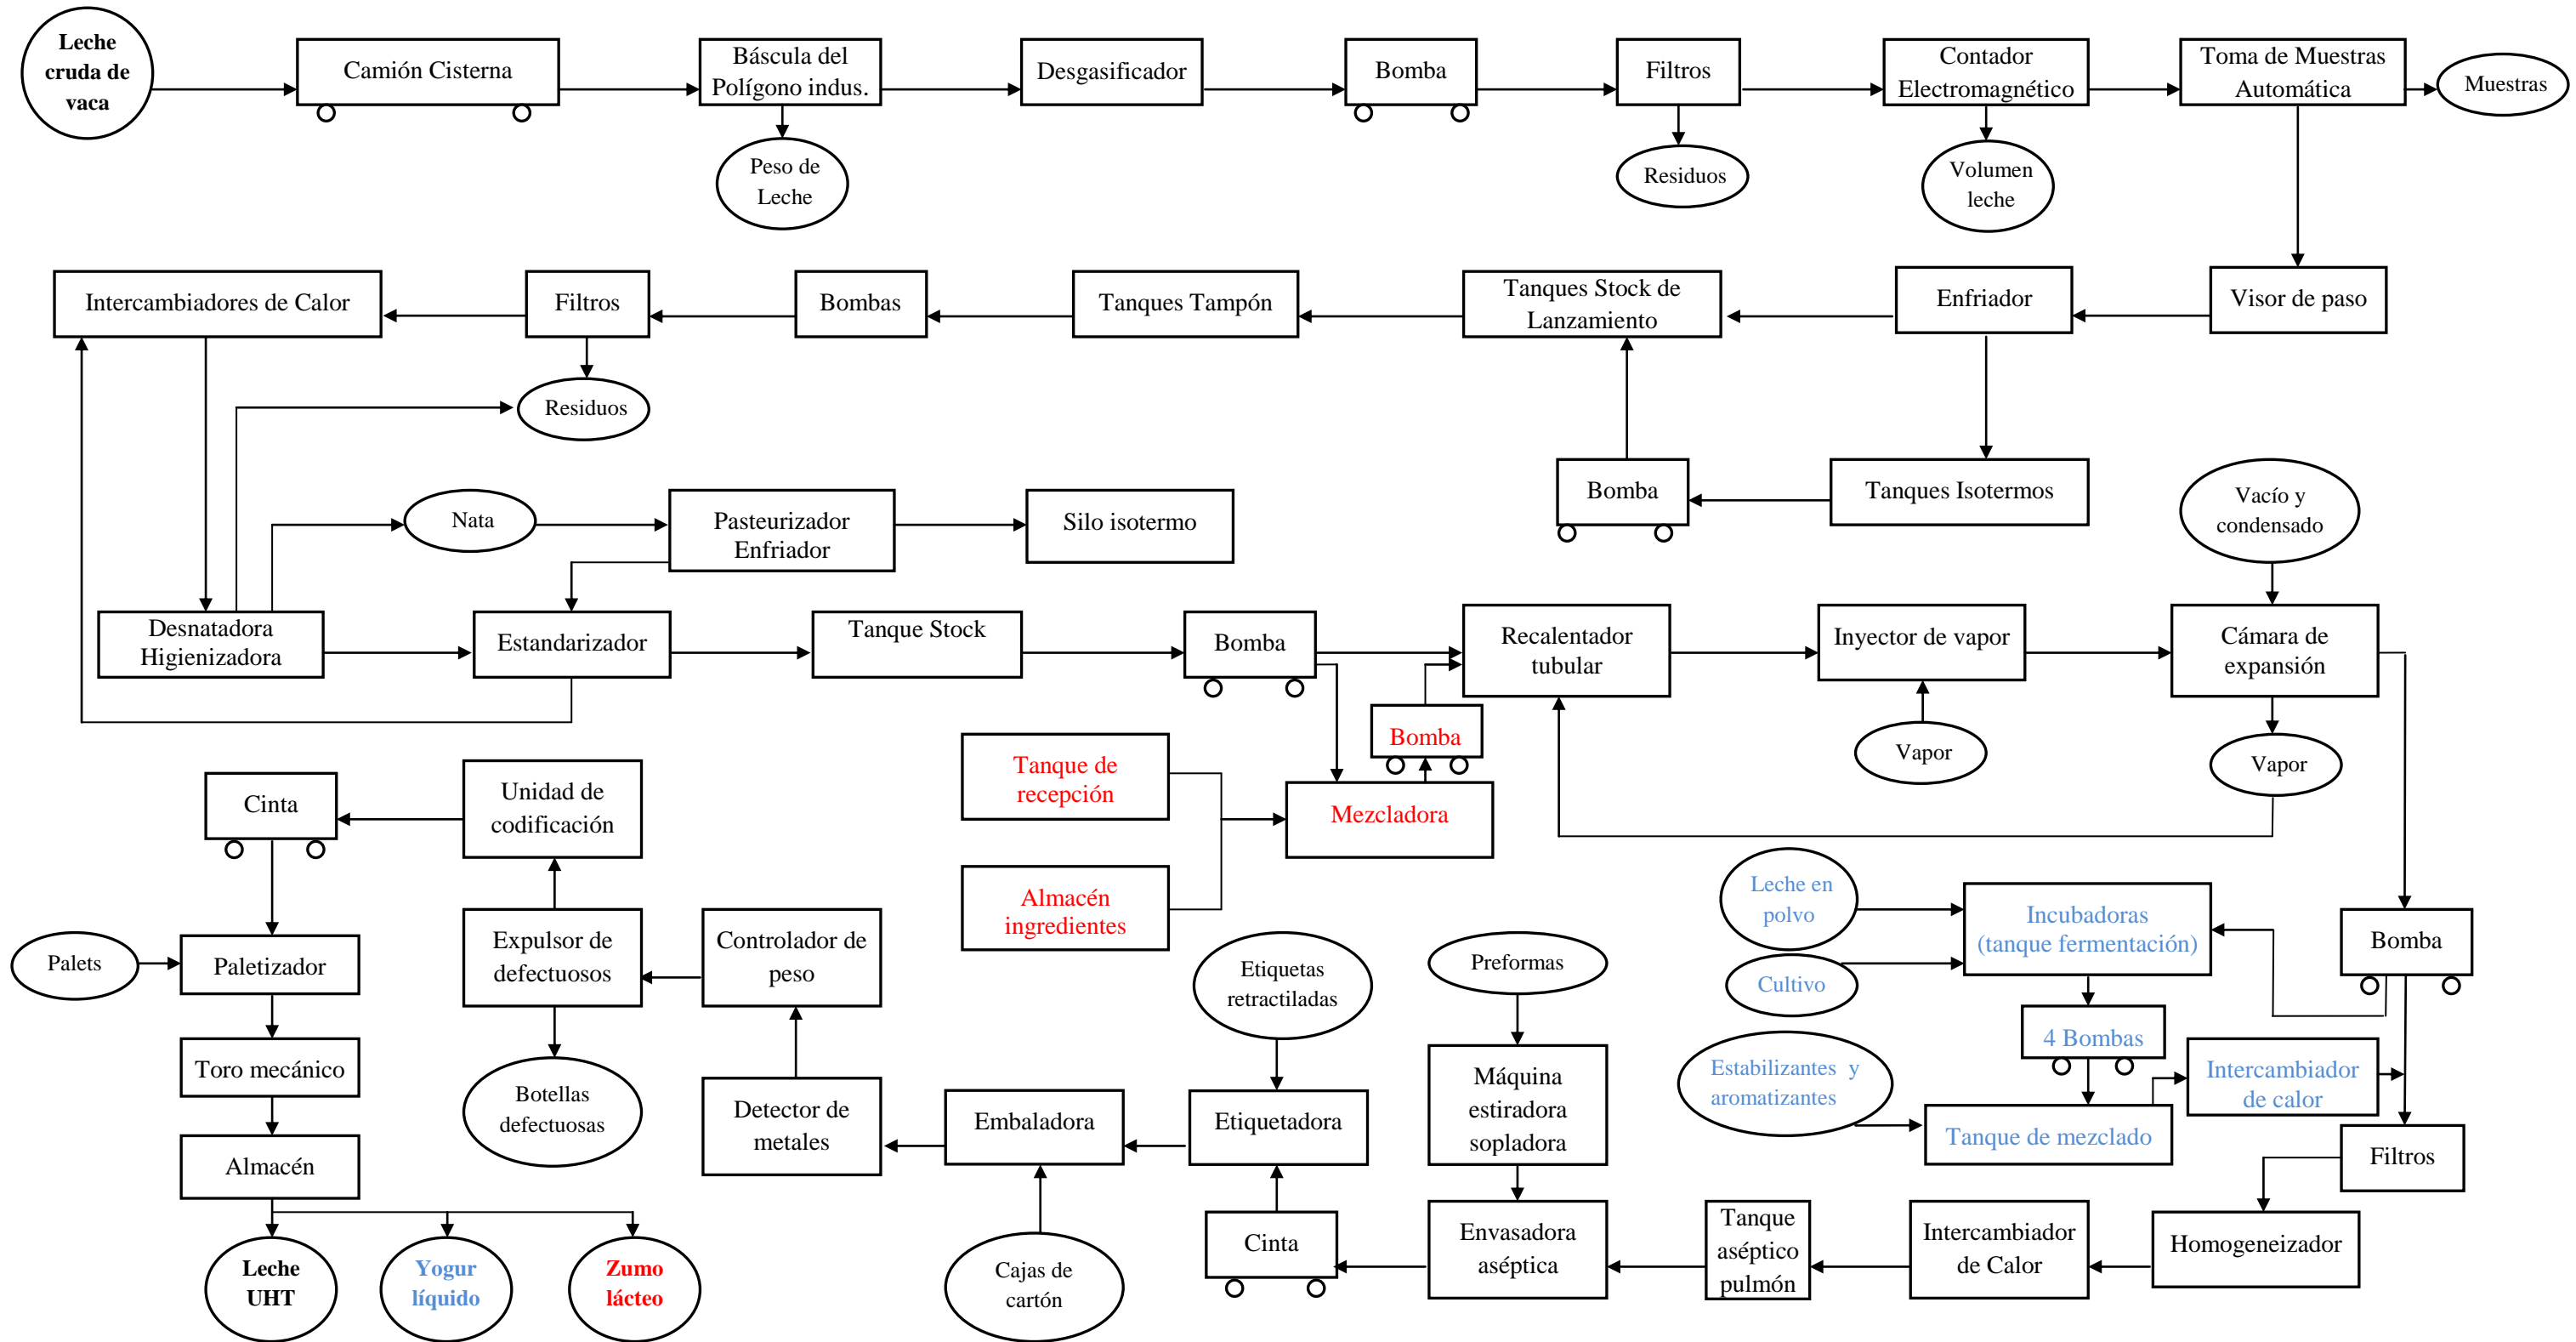 Leche
cruda de
vaca
Camión Cisterna
Báscula del
Polígono indus.
Desgasificador
Bomba
Filtros
Contador
Electromagnético
Toma de Muestras
Automática
Muestras
Peso de
Leche
Residuos
Volumen
leche
Intercambiadores de Calor
Filtros
Bombas
Tanques Tampón
Tanques Stock de
Lanzamiento
Enfriador
Visor de paso
Residuos
Bomba
Tanques Isotermos
Vacío y
condensado
Nata
Pasteurizador
Enfriador
Silo isotermo
Desnatadora
Higienizadora
Estandarizador
Tanque Stock
Bomba
Recalentador
tubular
Inyector de vapor
Cámara de
expansión
Bomba
Vapor
Vapor
Tanque de
recepción
Mezcladora
Almacén
ingredientes
Cinta
Unidad de
codificación
Leche en
polvo
Incubadoras
(tanque fermentación)
Bomba
Palets
Paletizador
Expulsor de
defectuosos
Controlador de
peso
Etiquetas
retractiladas
Preformas
Cultivo
4 Bombas
Toro mecánico
Botellas
defectuosas
Detector de
metales
Embaladora
Etiquetadora
Máquina
estiradora
sopladora
Estabilizantes y
aromatizantes
Intercambiador
de calor
Tanque de mezclado
Filtros
Almacén
Leche
UHT
Yogur
líquido
Zumo
lácteo
Cajas de
cartón
Cinta
Envasadora
aséptica
Tanque
aséptico
pulmón
Intercambiador
de Calor
Homogeneizador